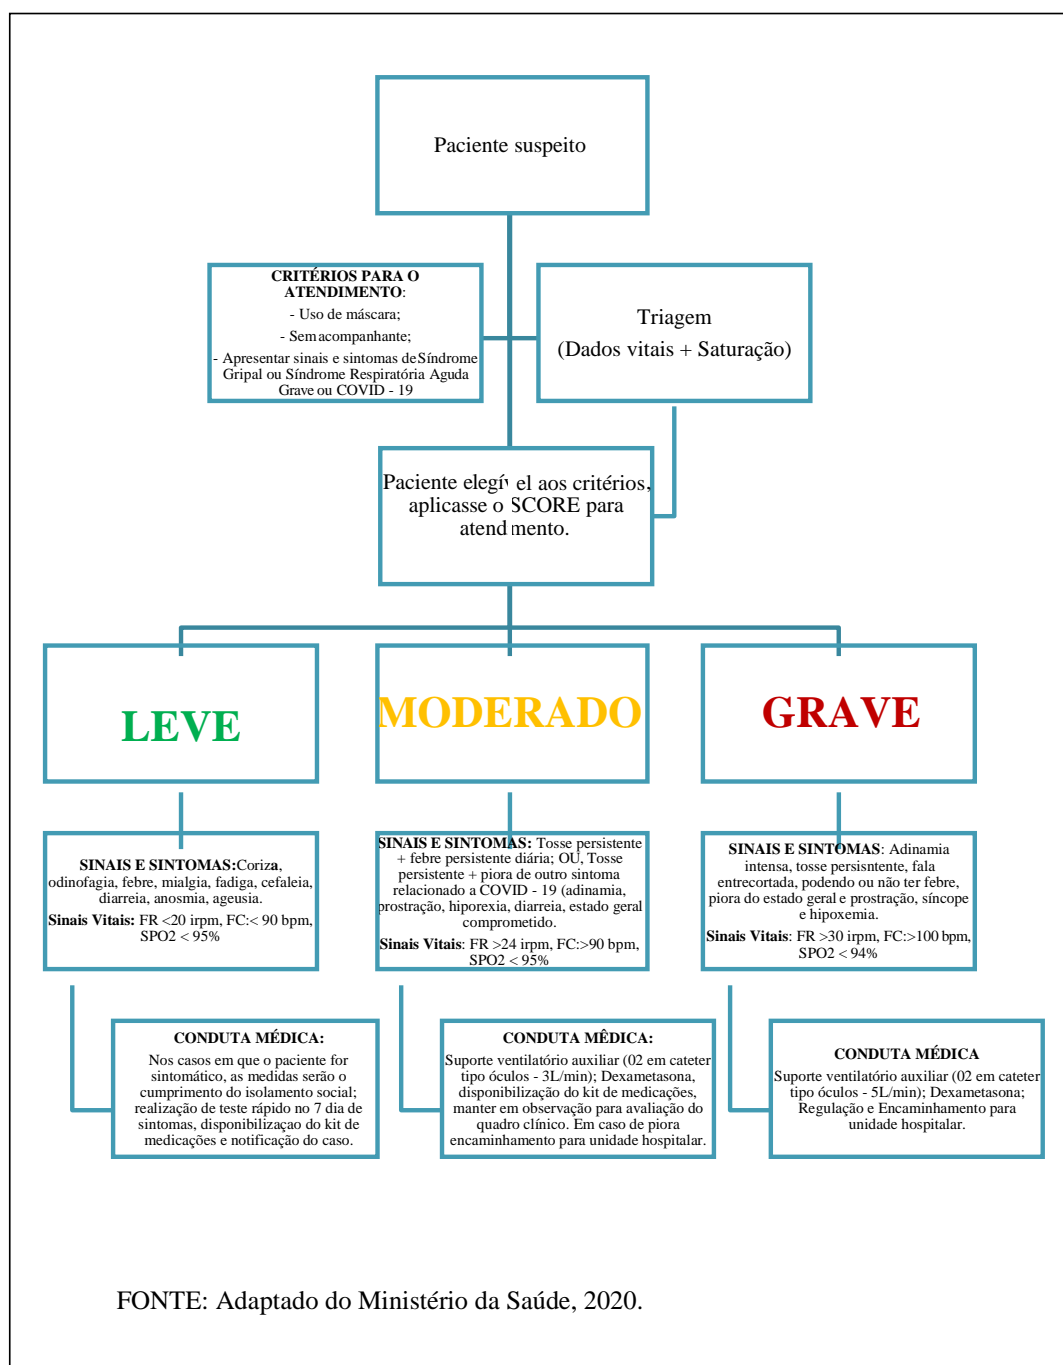 Paciente suspeito
CRITÉRIOS PARA O
ATENDIMENTO:
- Uso de máscara;
- Sem acompanhante;
- Apresentar sinais e sintomas de Síndrome
Gripal ou Síndrome Respiratória Aguda
Grave ou COVID - 19
Triagem
(Dados vitais + Saturação)
Paciente elegível aos critérios,
aplicasse o SCORE para
atendimento.
LEVE
MODERADO
GRAVE
SINAIS E SINTOMAS:Coriza,
odinofagia, febre, mialgia, fadiga, cefaleia,
diarreia, anosmia, ageusia.
Sinais Vitais: FR <20 irpm, FC:< 90 bpm,
SPO2 < 95%
SINAIS E SINTOMAS: Tosse persistente
+ febre persistente diária; OU, Tosse
persistente + piora de outro sintoma
relacionado a COVID - 19 (adinamia,
prostração, hiporexia, diarreia, estado geral
comprometido.
Sinais Vitais: FR >24 irpm, FC:>90 bpm,
SPO2 < 95%
SINAIS E SINTOMAS: Adinamia
intensa, tosse persisntente, fala
entrecortada, podendo ou não ter febre,
piora do estado geral e prostração, síncope
e hipoxemia.
Sinais Vitais: FR >30 irpm, FC:>100 bpm,
SPO2 < 94%
CONDUTA MÉDICA:
Nos casos em que o paciente for
sintomático, as medidas serão o
cumprimento do isolamento social;
realização de teste rápido no 7 dia de
sintomas, disponibilizaçao do kit de
medicações e notificação do caso.
CONDUTA MÊDICA:
Suporte ventilatório auxiliar (02 em cateter
tipo óculos - 3L/min); Dexametasona,
disponibilização do kit de medicações,
manter em observação para avaliação do
quadro clínico. Em caso de piora
encaminhamento para unidade hospitalar.
CONDUTA MÉDICA
Suporte ventilatório auxiliar (02 em cateter
tipo óculos - 5L/min); Dexametasona;
Regulação e Encaminhamento para
unidade hospitalar.
FONTE: Adaptado do Ministério da Saúde, 2020.